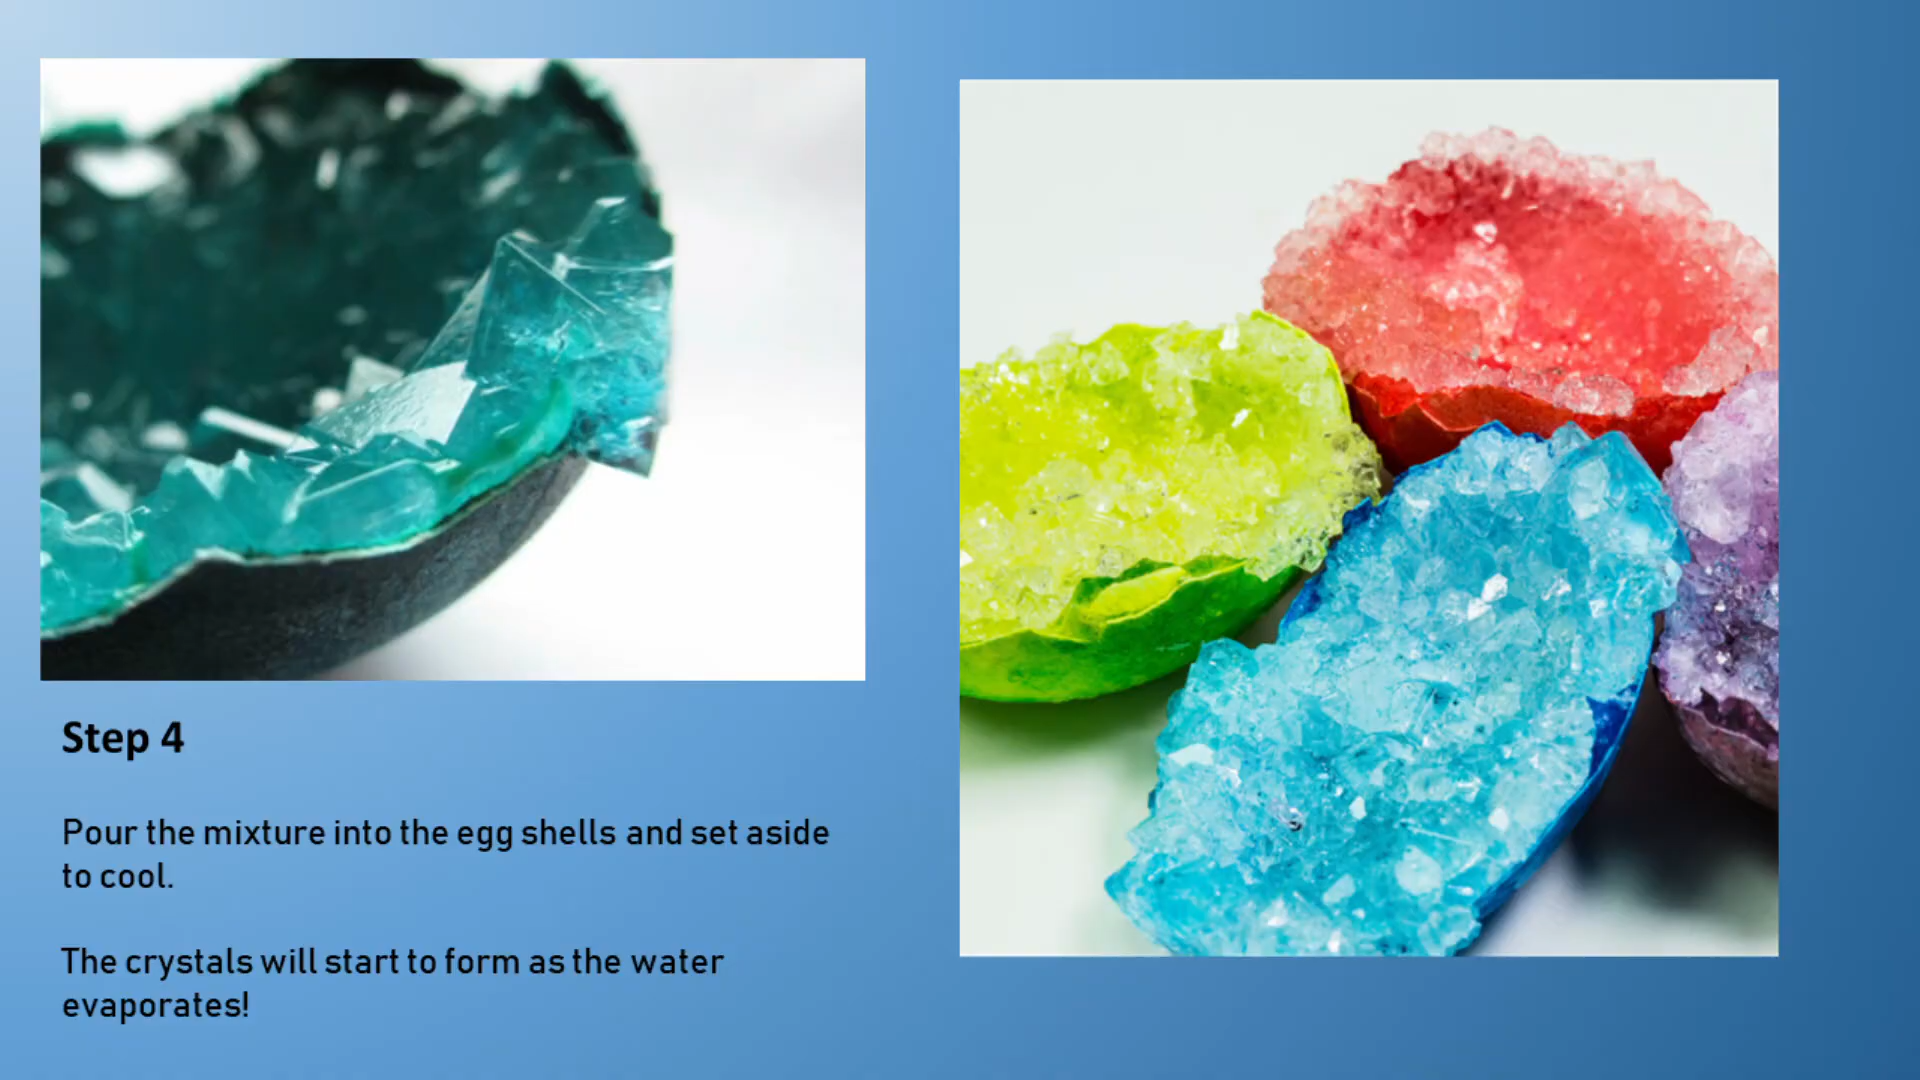 Step 4
Pour the mixture into the egg shells and set aside
to cool.
The crystals will start to form as the water
evaporates!